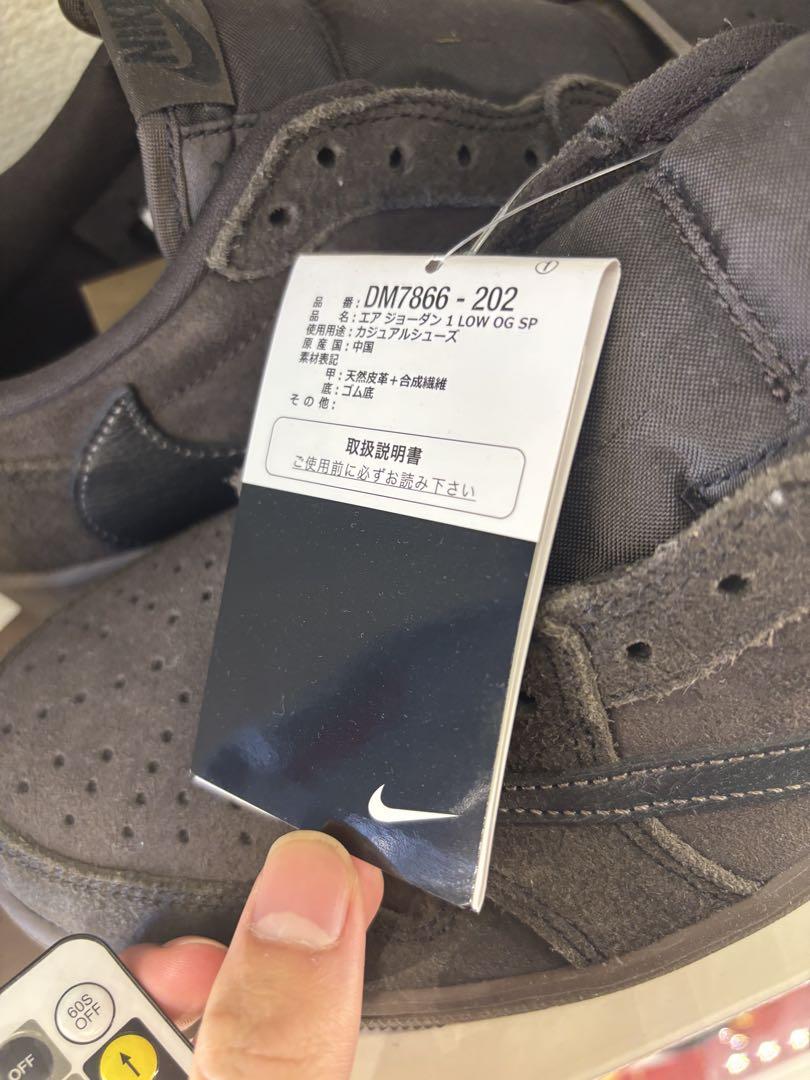 NIKE
①
品 番: DM7866 - 202
品 名: エア ジョーダン 1 LOW OG SP
使用用途: カジュアルシューズ
原 産 国: 中国
素材表記
甲: 天然皮革+合成繊維
底: ゴム底
そ の 他:
取扱説明書
ご使用前に必ずお読み下さい
60S
OFF
OFF